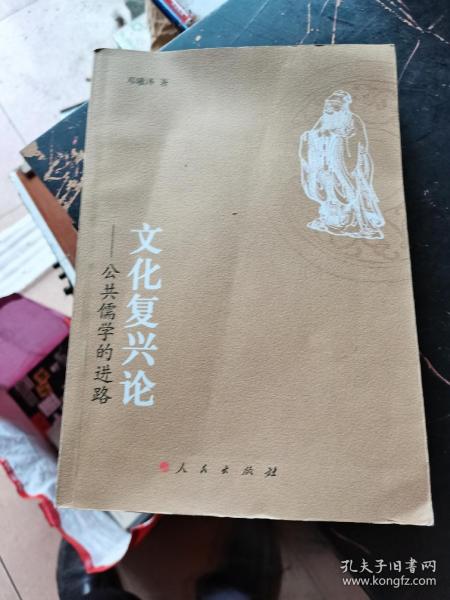 邓曦泽 著
文化复兴论
——公共儒学的进路
人民出版社
孔夫子旧书网
www.kongfz.com